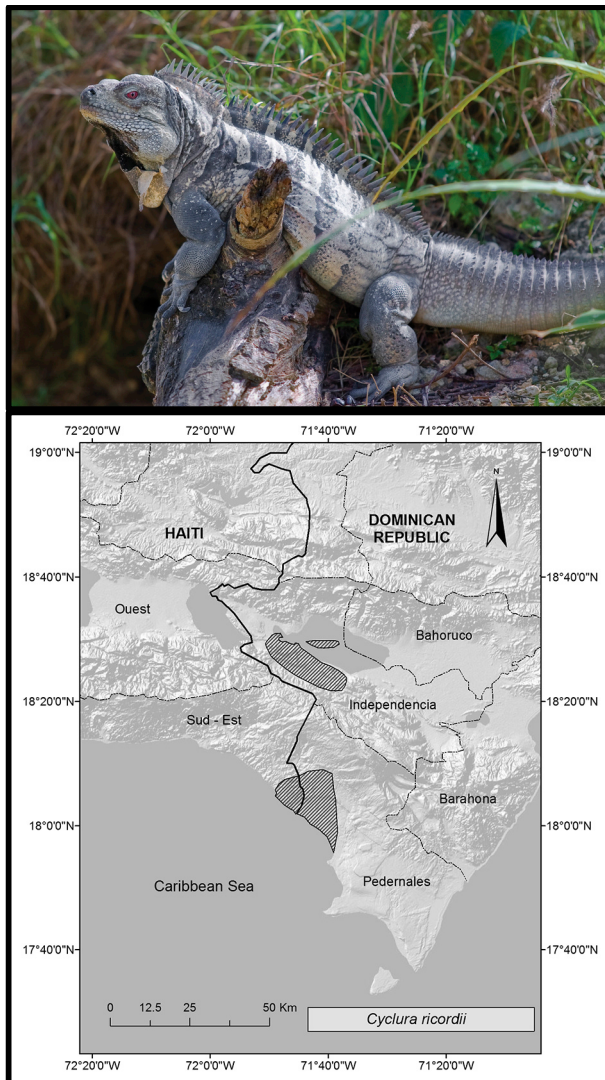 72°20'0"W 72°0'0"W 71°40'0"W 71°20'0"W
19°0'0"N 19°0'0"N
N
HAITI
DOMINICAN
REPUBLIC
18°40'0"N 18°40'0"N
Ouest
Bahoruco
18°20'0"N 18°20'0"N
Independencia
Sud - Est
Barahona
18°0'0"N 18°0'0"N
Caribbean Sea
Pedernales
17°40'0"N 17°40'0"N
0 12.5 25 50 Km
Cyclura ricordii
72°20'0"W 72°0'0"W 71°40'0"W 71°20'0"W